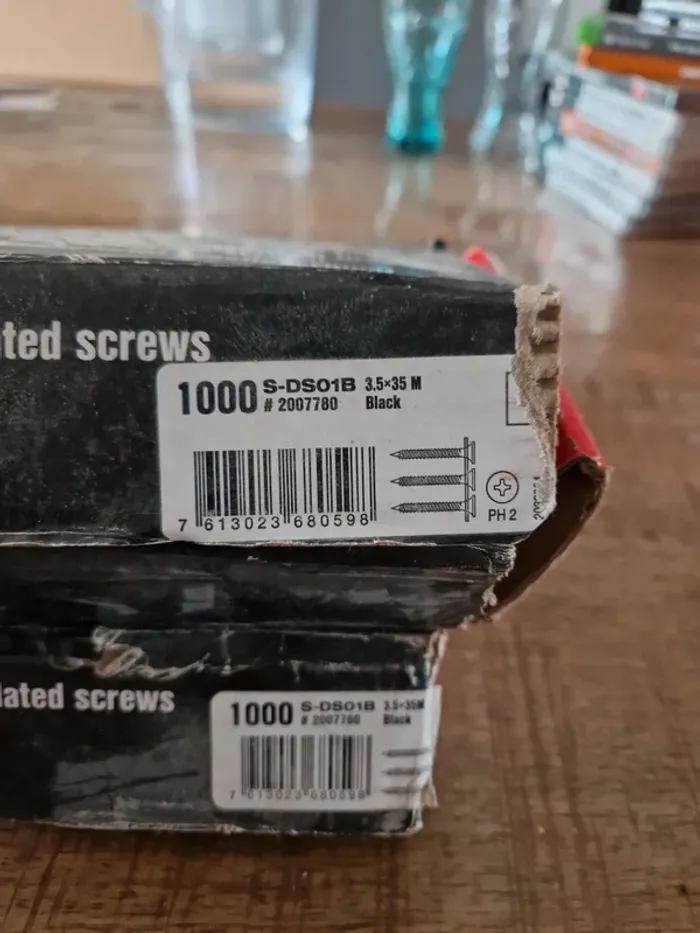 ated screws
1000 S-DS01B 3.5×35 M
# 2007780 Black
7 613023 680598
PH 2
lated screws
1000 S-DS01B 3.5×35M
# 2007780 Black
7 613023 680598